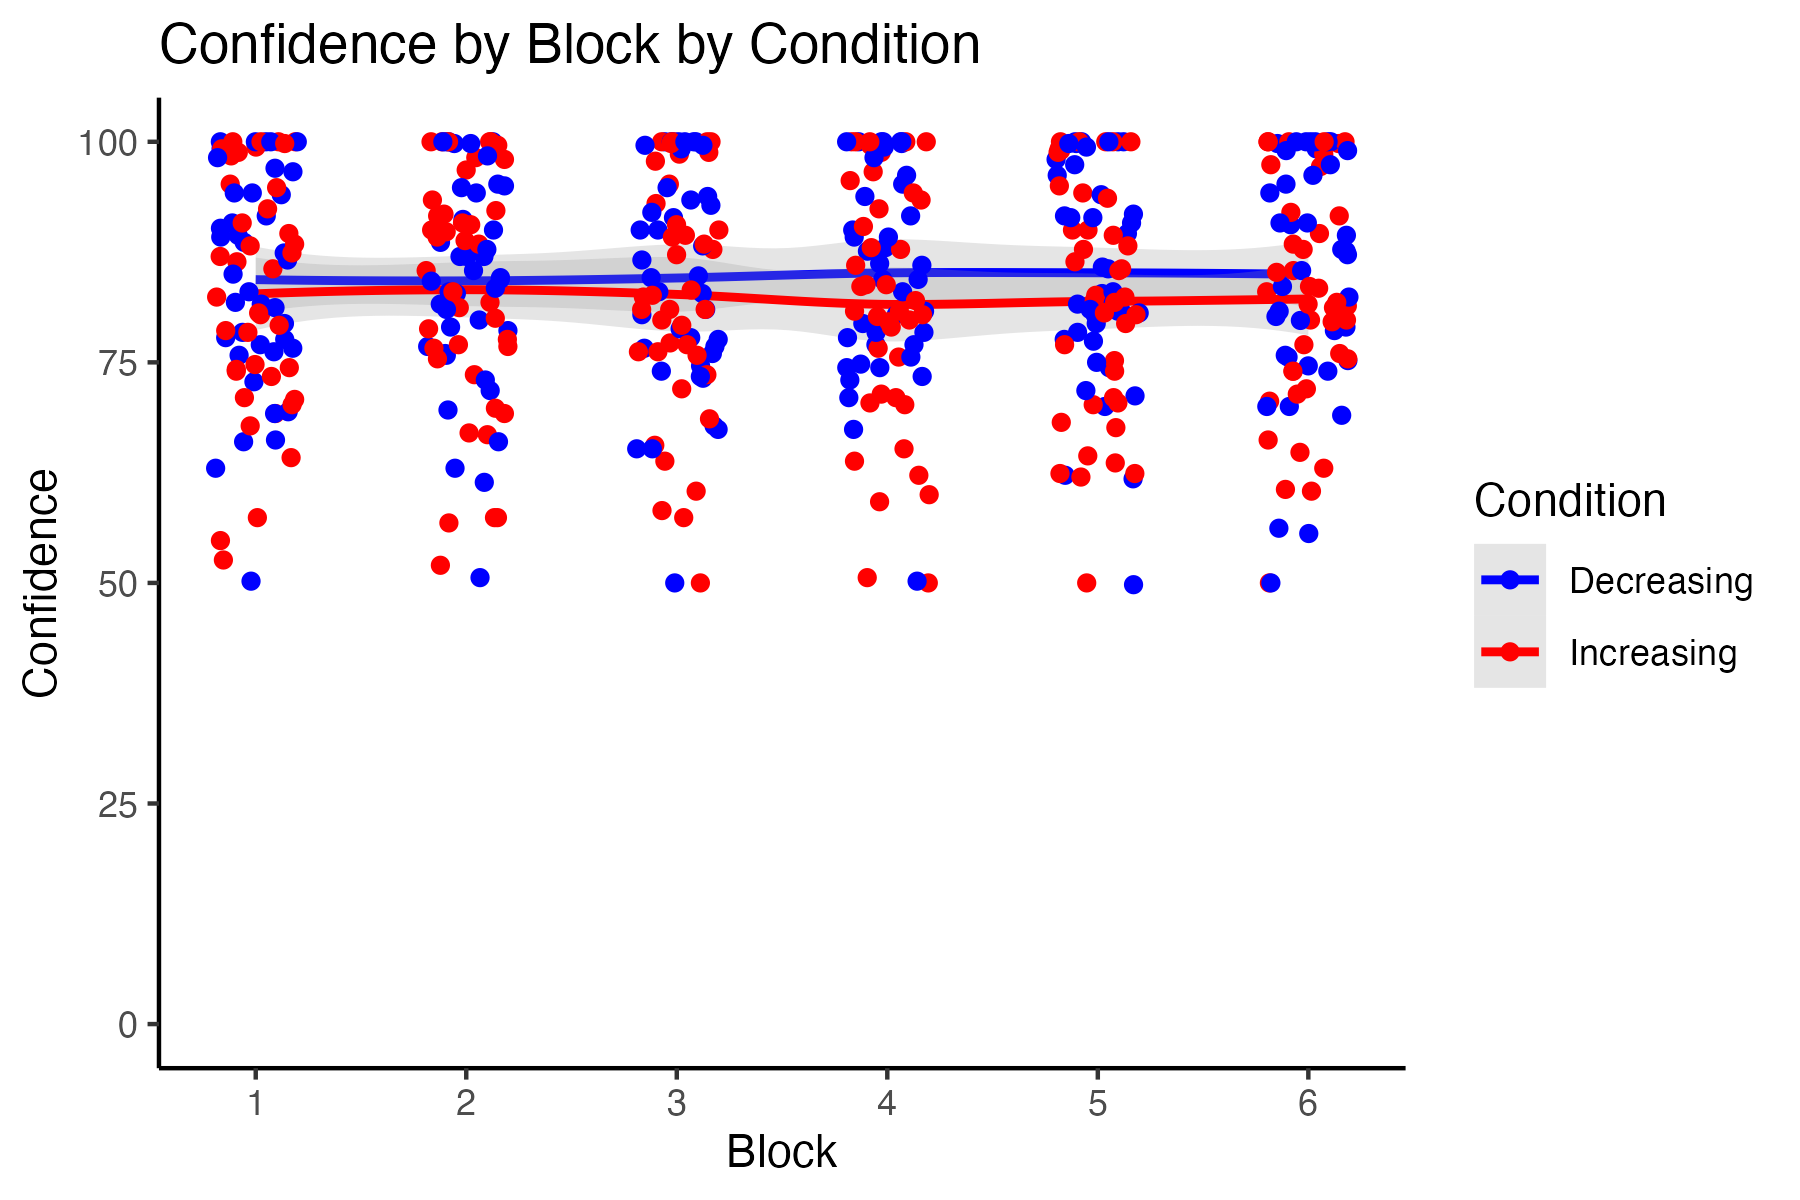 Confidence by Block by Condition
100
75
50
25
0
Confidence
1 2 3 4 5 6
Block
Condition
Decreasing
Increasing